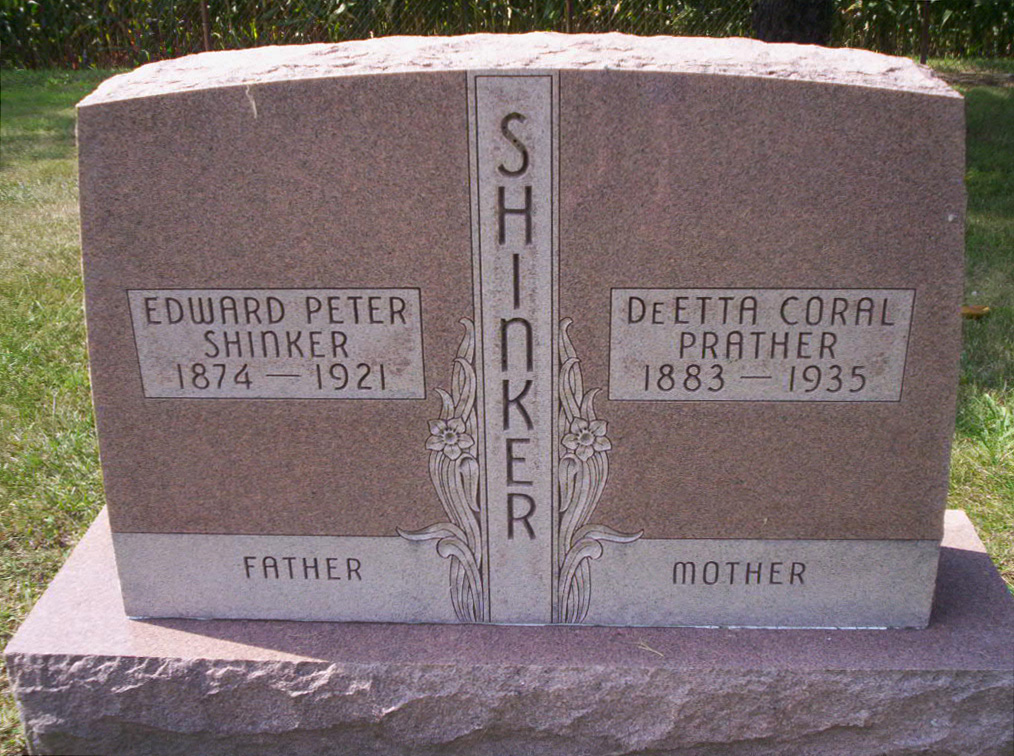 SHINKER
EDWARD PETER
SHINKER
1874 — 1921
DeETTA CORAL
PRATHER
1883 — 1935
FATHER
MOTHER